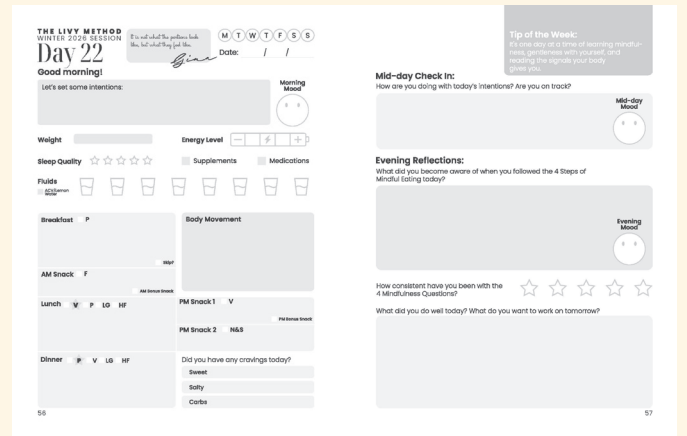 THE LIVY METHOD
WINTER 2026 SESSION
Day 22
It is not what the portions look
like, but what they feel like.
Gina
M T W T F S S
Date: / /
Good morning!
Let's set some intentions:
Morning
Mood
Weight
Energy Level
Sleep Quality
Supplements
Medications
Fluids
ACV/Lemon
Water
Breakfast P
Skip?
AM Snack F
AM Bonus Snack
Lunch V P LG HF
Dinner P V LG HF
Body Movement
PM Snack 1 V
PM Bonus Snack
PM Snack 2 N&S
Did you have any cravings today?
Sweet
Salty
Carbs
56
Tip of the Week:
It's one day at a time of learning mindful-
ness, gentleness with yourself, and
reading the signals your body
gives you.
Mid-day Check In:
How are you doing with today's intentions? Are you on track?
Mid-day
Mood
Evening Reflections:
What did you become aware of when you followed the 4 Steps of
Mindful Eating today?
Evening
Mood
How consistent have you been with the
4 Mindfulness Questions?
What did you do well today? What do you want to work on tomorrow?
57